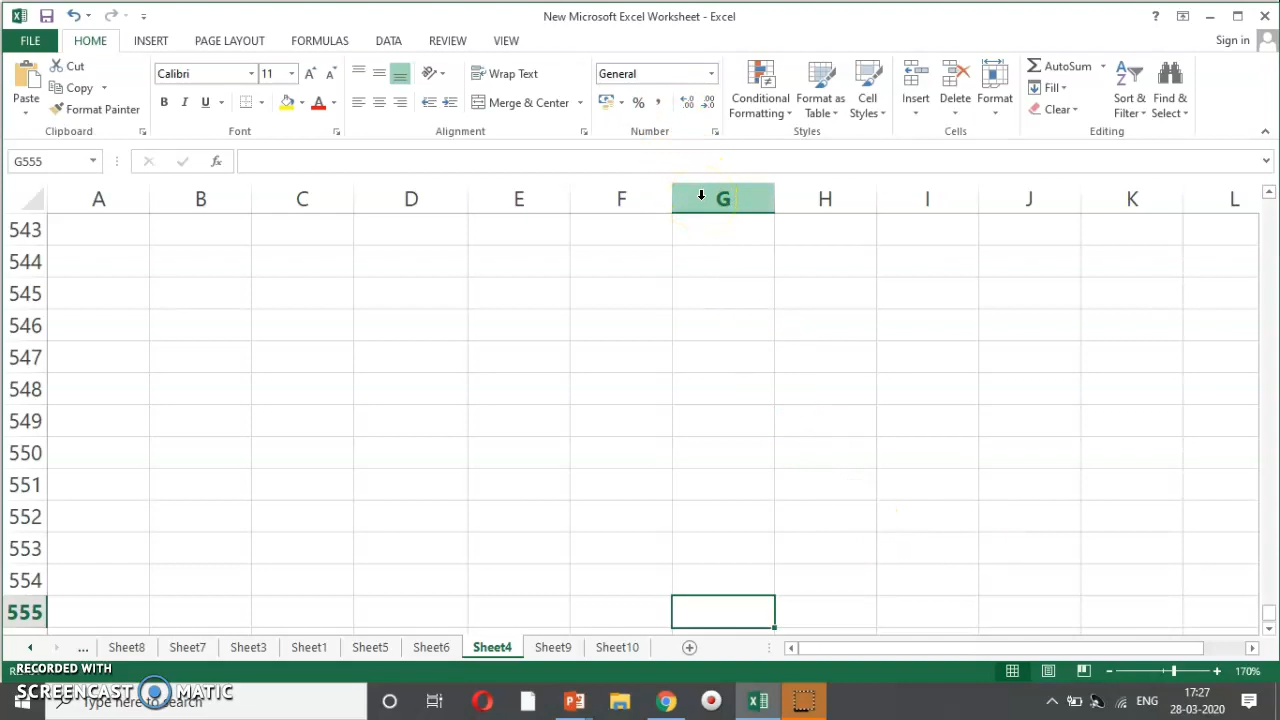 New Microsoft Excel Worksheet - Excel
?
FILE HOME INSERT PAGE LAYOUT FORMULAS DATA REVIEW VIEW Sign in
Paste
Cut
Copy
Format Painter
Clipboard
Calibri 11 A A
B I U A
Font
Wrap Text
Merge & Center
Alignment
General
% ,
Number
Conditional Formatting
Format as Table
Cell Styles
Styles
Insert Delete Format
Cells
AutoSum
Fill
Clear
Sort & Filter
Find & Select
Editing
G555 fx
A B C D E F G H I J K L
543
544
545
546
547
548
549
550
551
552
553
554
555
... Sheet8 Sheet7 Sheet3 Sheet1 Sheet5 Sheet6 Sheet4 Sheet9 Sheet10
RECORDED WITH
170%
SCREENCAST MATIC
Type here to search
ENG
17:27
28-03-2020